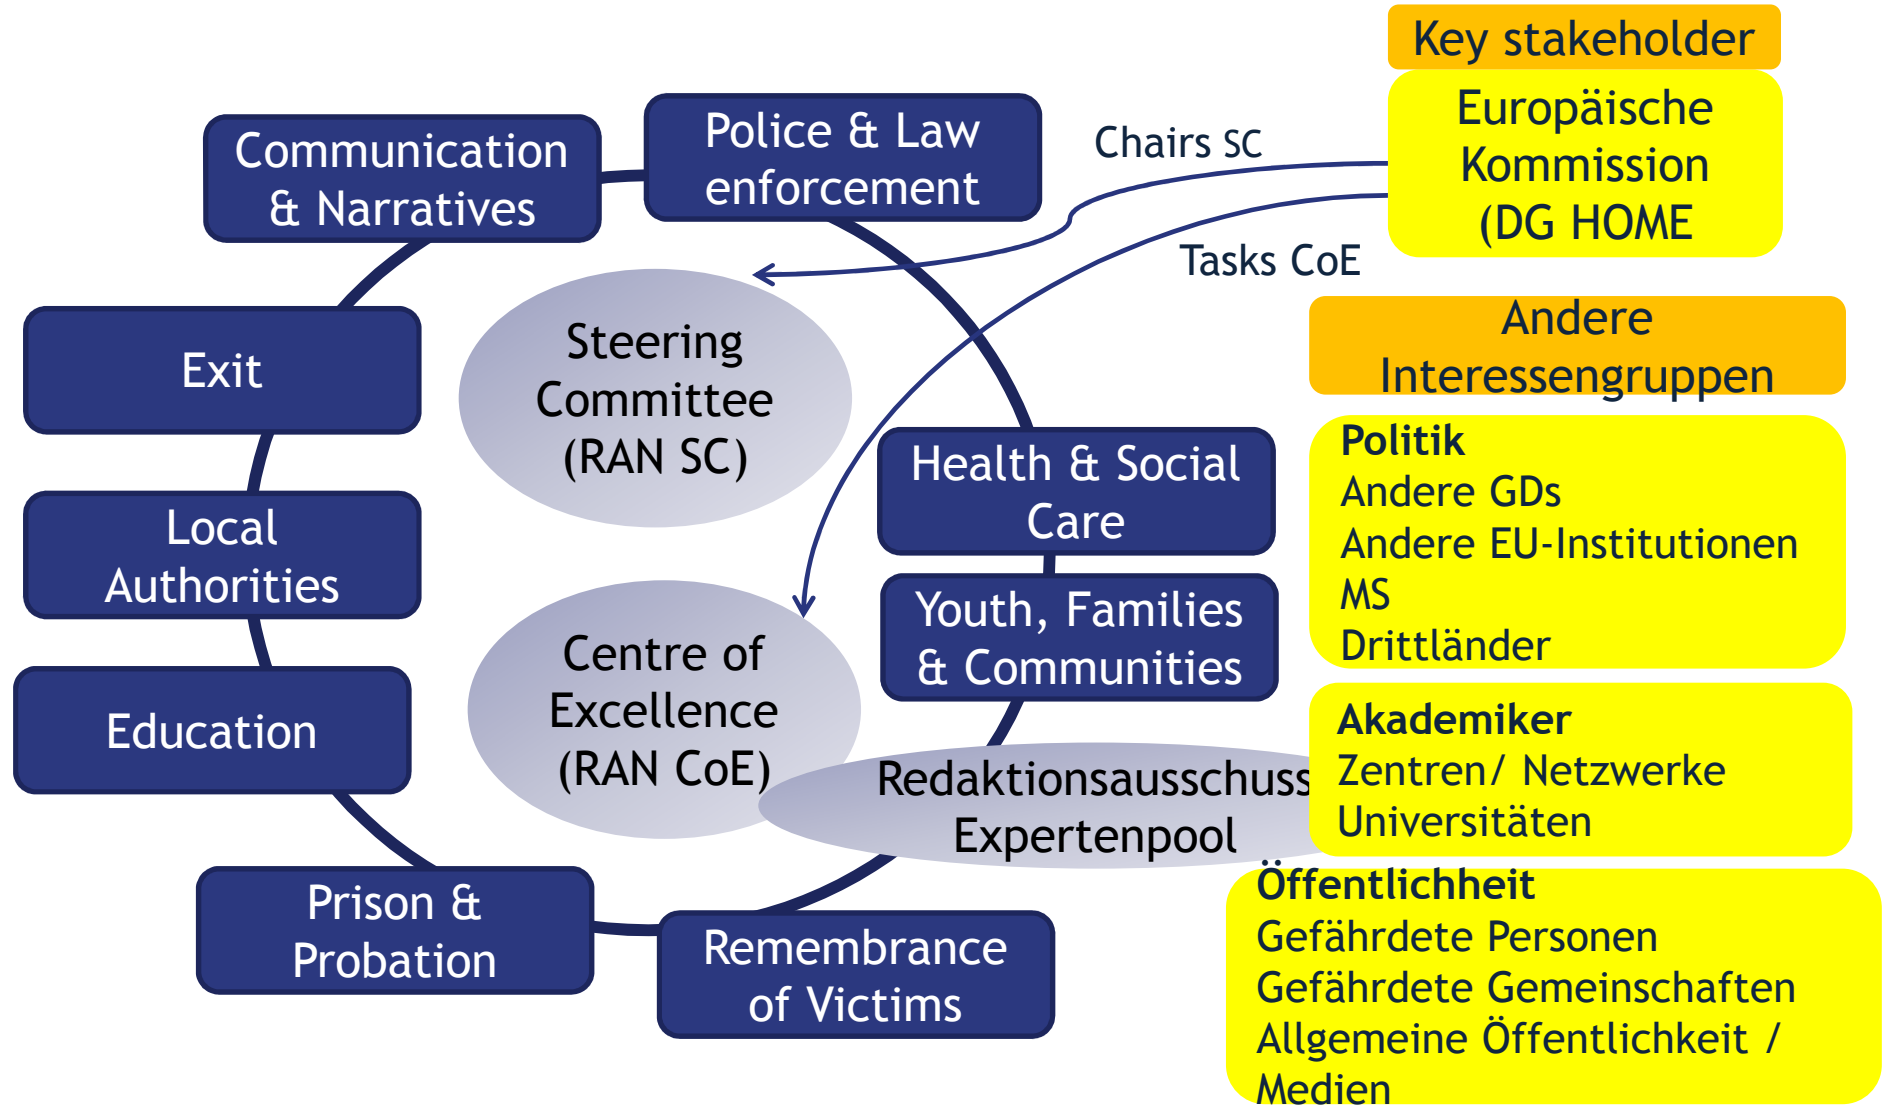 Key stakeholder
Europäische
Kommission
(DG HOME
Chairs SC
Tasks CoE
Police & Law
enforcement
Communication
& Narratives
Exit
Local
Authorities
Education
Prison &
Probation
Remembrance
of Victims
Health & Social
Care
Youth, Families
& Communities
Steering
Committee
(RAN SC)
Centre of
Excellence
(RAN CoE)
Redaktionsausschuss
Expertenpool
Andere
Interessengruppen
Politik
Andere GDs
Andere EU-Institutionen
MS
Drittländer
Akademiker
Zentren/ Netzwerke
Universitäten
Öffentlichheit
Gefährdete Personen
Gefährdete Gemeinschaften
Allgemeine Öffentlichkeit /
Medien